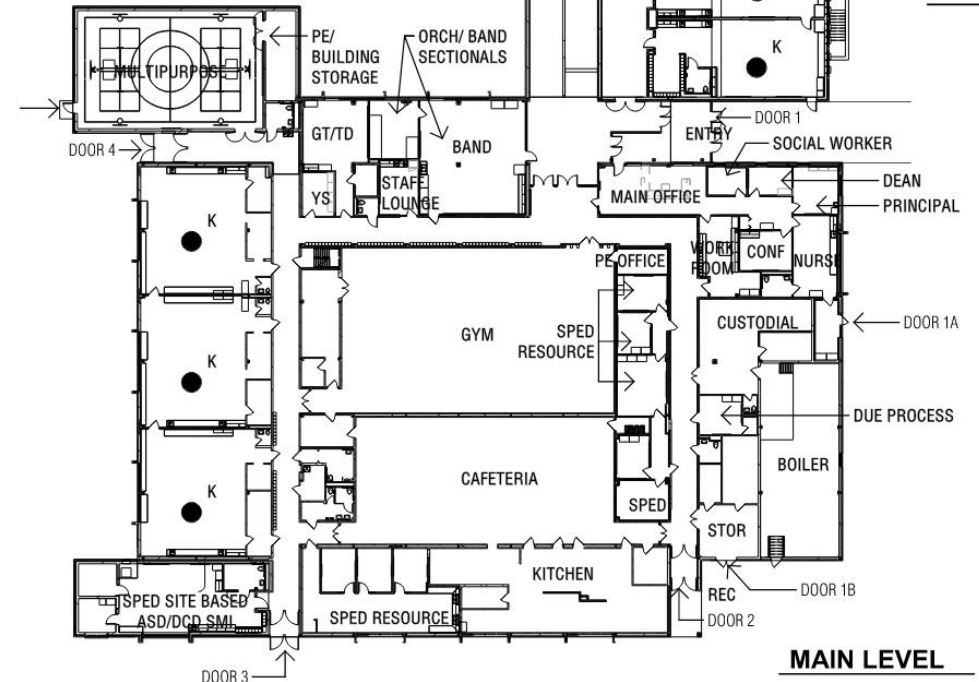 PE/
BUILDING
STORAGE
ORCH/ BAND
SECTIONALS
K
MULTIPURPOSE
DOOR 4
GT/TD
BAND
ENTRY
DOOR 1
SOCIAL WORKER
DEAN
PRINCIPAL
YS
STAFF
LOUNGE
MAIN OFFICE
K
WORK
ROOM
CONF
NURSE
PE OFFICE
GYM
SPED
RESOURCE
CUSTODIAL
DOOR 1A
K
DUE PROCESS
CAFETERIA
BOILER
K
SPED
STOR
KITCHEN
SPED SITE BASED
ASD/DCD SMI
SPED RESOURCE
REC
DOOR 1B
DOOR 2
DOOR 3
MAIN LEVEL